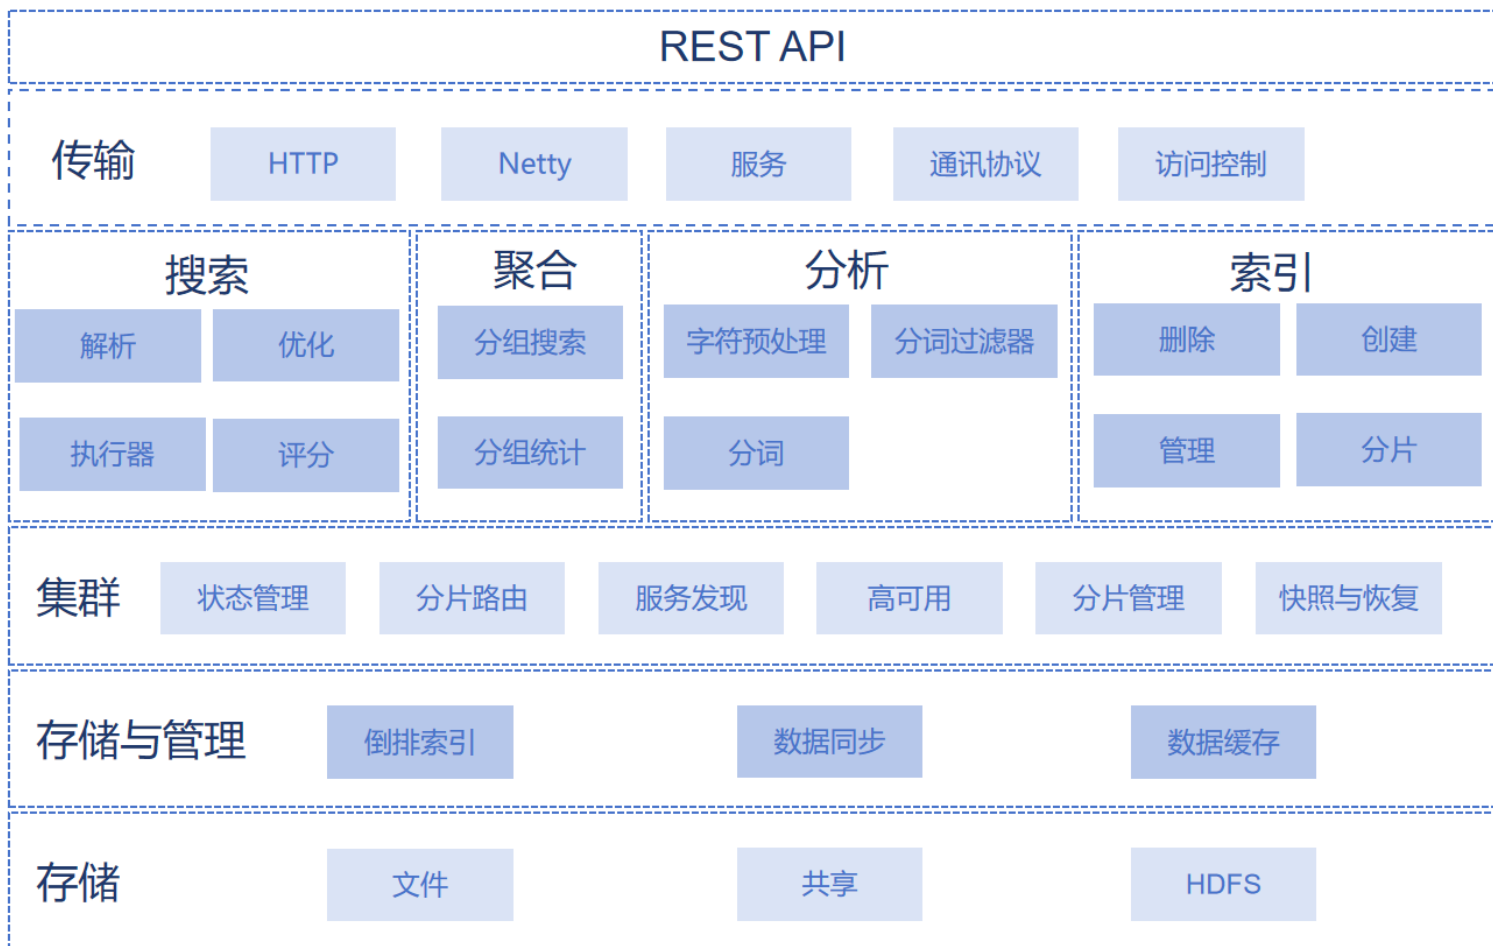 REST API
传输
HTTP
Netty
服务
通讯协议
访问控制
搜索
解析
优化
执行器
评分
聚合
分组搜索
分组统计
分析
字符预处理
分词过滤器
分词
索引
删除
创建
管理
分片
集群
状态管理
分片路由
服务发现
高可用
分片管理
快照与恢复
存储与管理
倒排索引
数据同步
数据缓存
存储
文件
共享
HDFS